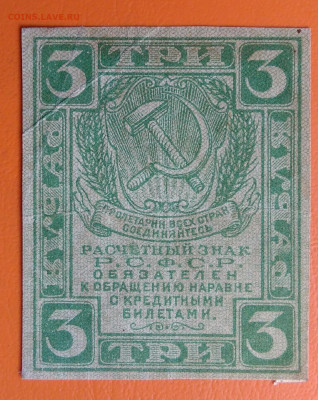 COINS.LAVE.RU
3 ТРИ 3
РУБЛЯ
РУБЛЯ
ПРОЛЕТАРИИ ВСЕХ СТРАН
СОЕДИНЯЙТЕСЬ
РАСЧЕТНЫЙ ЗНАК
Р.С.Ф.С.Р.
ОБЯЗАТЕЛЕН
К ОБРАЩЕНИЮ НАРАВНЕ
С КРЕДИТНЫМИ
БИЛЕТАМИ.
3 ТРИ 3